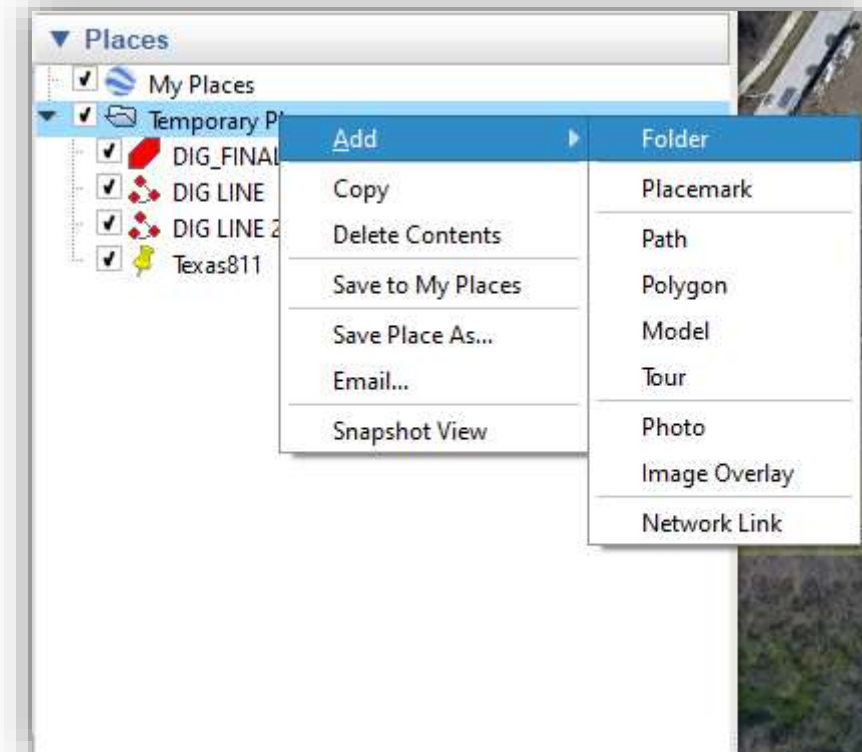 Places
My Places
Temporary Pl
DIG_FINAL
DIG LINE
DIG LINE 2
Texas811
Add
Copy
Delete Contents
Save to My Places
Save Place As...
Email...
Snapshot View
Folder
Placemark
Path
Polygon
Model
Tour
Photo
Image Overlay
Network Link